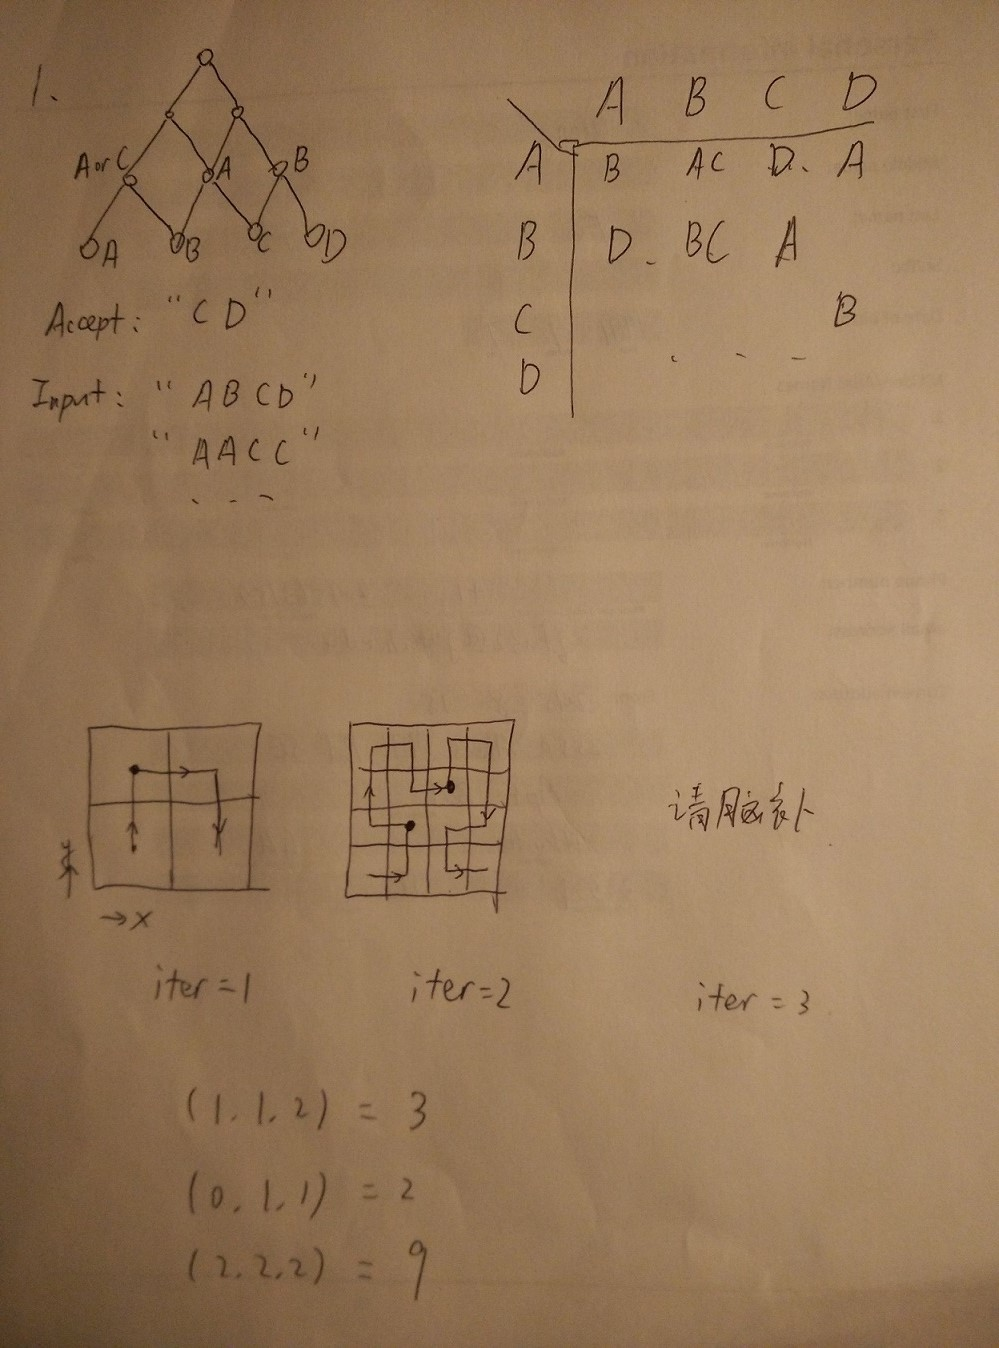 1.
A or C A B
A B C D
Accept: "CD"
Input: "ABCD"
"AACC"
...
A B C D
A B AC D. A
B D. BC A
C B
D . - -
→ x
请用脑补
iter = 1
iter = 2
iter = 3
(1, 1, 2) = 3
(0, 1, 1) = 2
(2, 2, 2) = 9